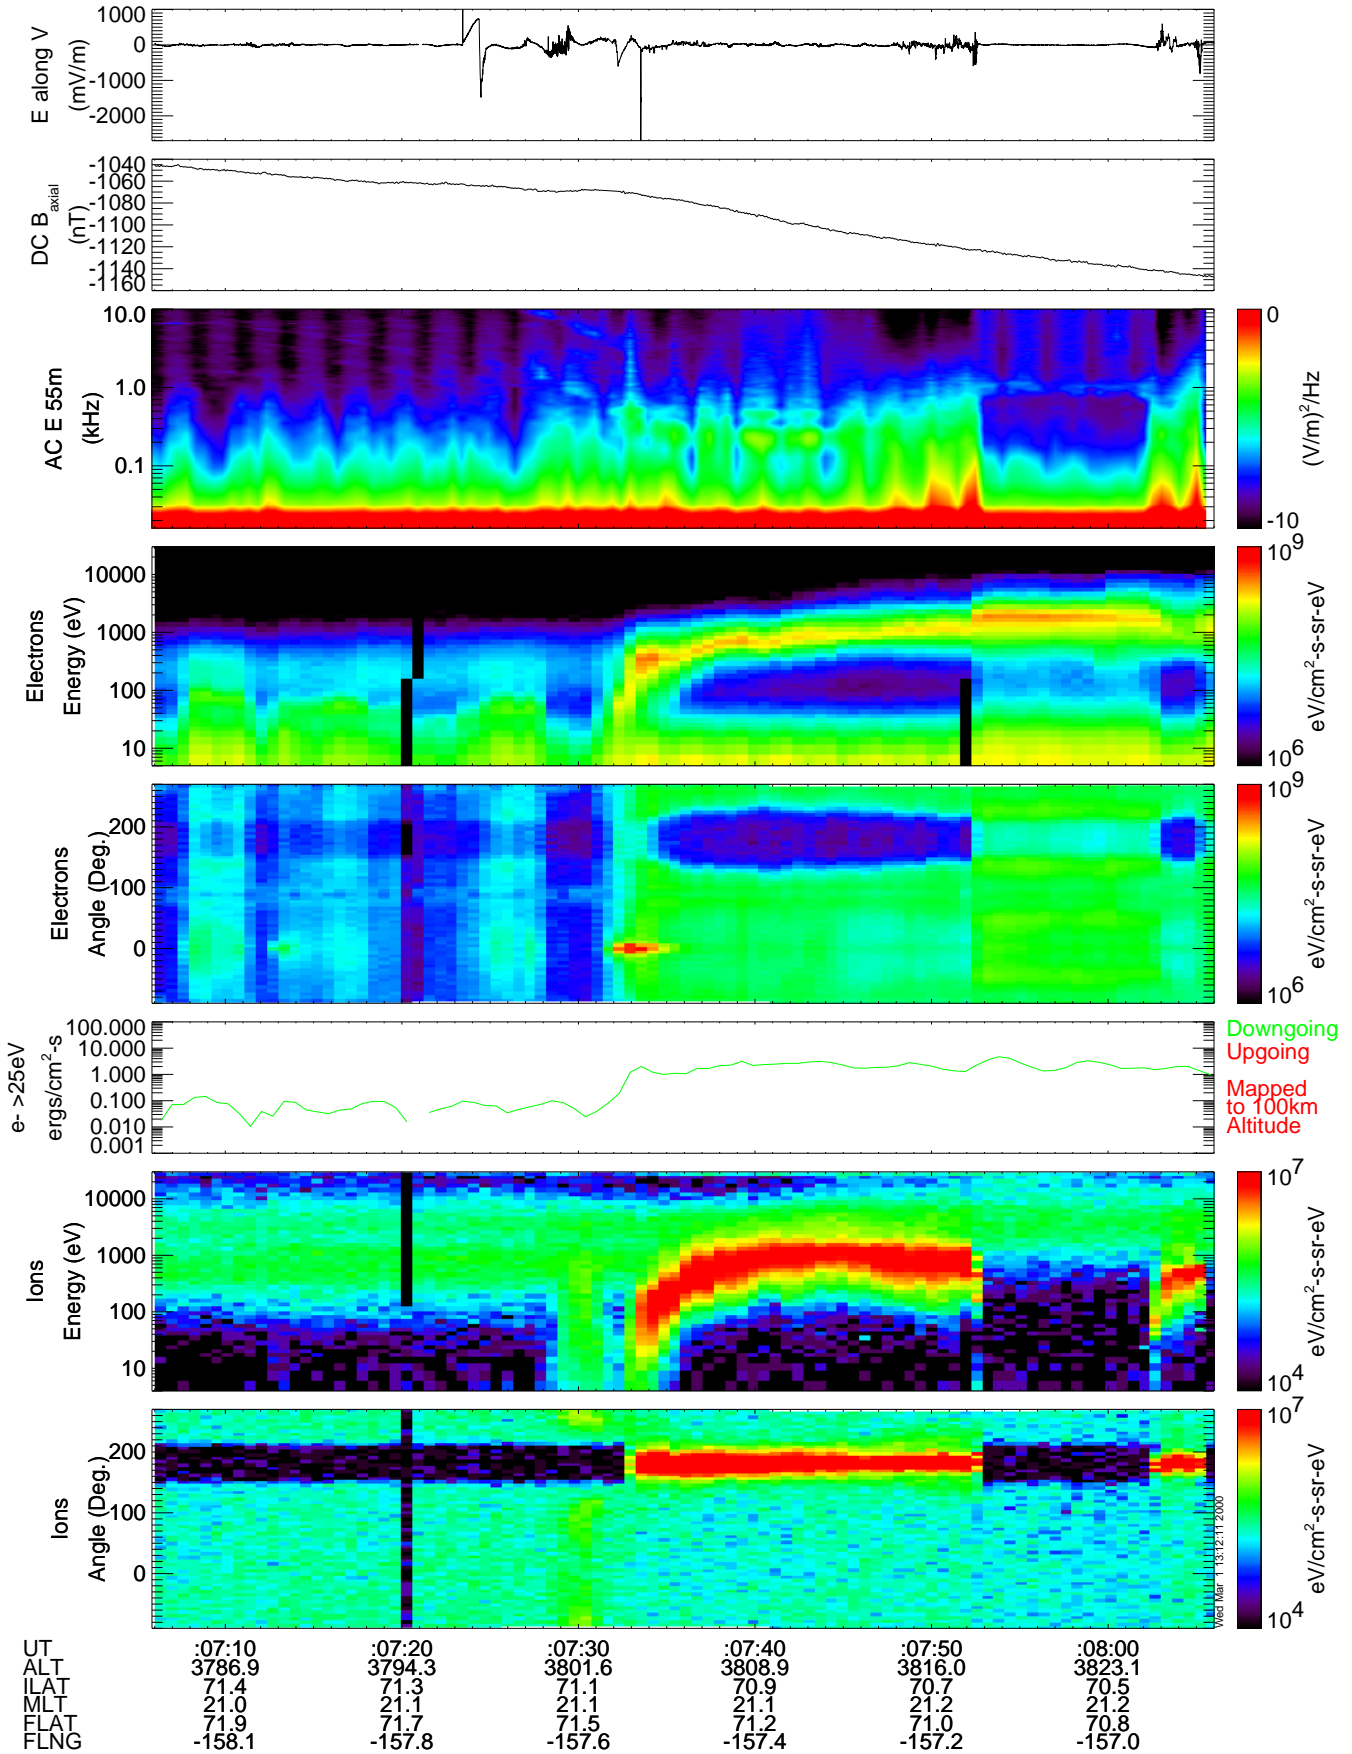 1000
0
-1000
-2000
E along V
(mV/m)
-1040
-1060
-1080
-1100
-1120
-1140
-1160
DC B axial
(nT)
10.0
1.0
0.1
AC E 55m
(kHz)
0
-10
(V/m)²/Hz
10000
1000
100
10
Electrons
Energy (eV)
10⁹
10⁶
eV/cm²-s-sr-eV
200
100
0
Electrons
Angle (Deg.)
10⁹
10⁶
eV/cm²-s-sr-eV
100.000
10.000
1.000
0.100
0.010
0.001
e- >25eV
ergs/cm²-s
Downgoing
Upgoing
Mapped
to 100km
Altitude
10000
1000
100
10
Ions
Energy (eV)
10⁷
10⁴
eV/cm²-s-sr-eV
200
100
0
Ions
Angle (Deg.)
10⁷
10⁴
eV/cm²-s-sr-eV
Wed Mar 1 13:12:11 2000
UT :07:10 :07:20 :07:30 :07:40 :07:50 :08:00
ALT 3786.9 3794.3 3801.6 3808.9 3816.0 3823.1
ILAT 71.4 71.3 71.1 70.9 70.7 70.5
MLT 21.0 21.1 21.1 21.1 21.2 21.2
FLAT 71.9 71.7 71.5 71.2 71.0 70.8
FLNG -158.1 -157.8 -157.6 -157.4 -157.2 -157.0